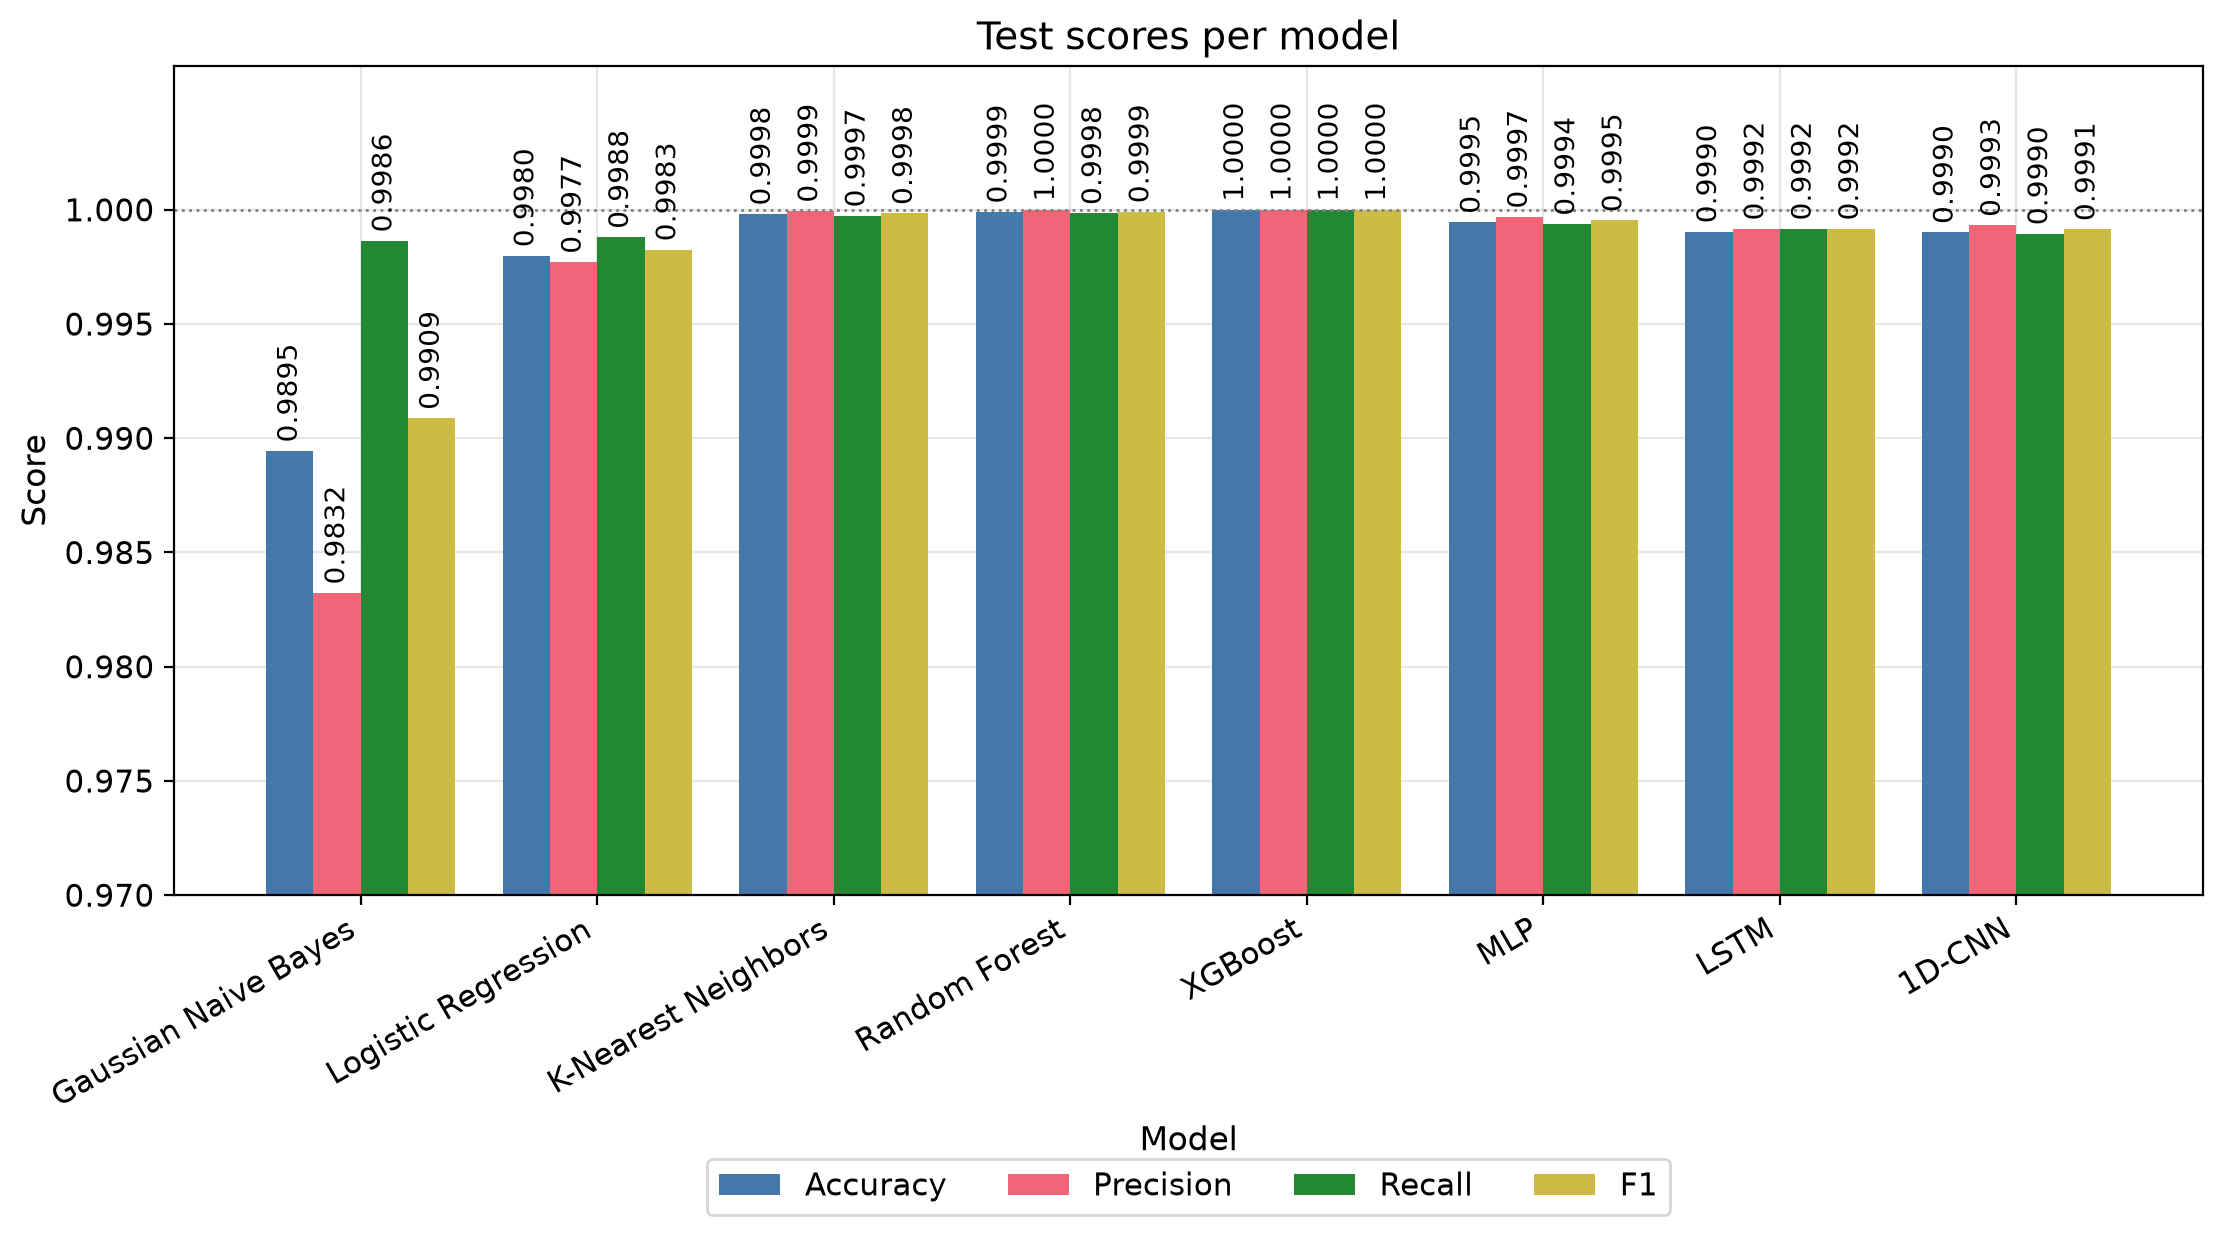 Test scores per model
Score
1.000
0.995
0.990
0.985
0.980
0.975
0.970
0.9895
0.9832
0.9986
0.9909
0.9980
0.9977
0.9988
0.9983
0.9998
0.9999
0.9997
0.9998
0.9999
1.0000
0.9998
0.9999
1.0000
1.0000
1.0000
1.0000
0.9995
0.9997
0.9994
0.9995
0.9990
0.9992
0.9992
0.9992
0.9990
0.9993
0.9990
0.9991
Gaussian Naive Bayes
Logistic Regression
K-Nearest Neighbors
Random Forest
XGBoost
MLP
LSTM
1D-CNN
Model
Accuracy
Precision
Recall
F1